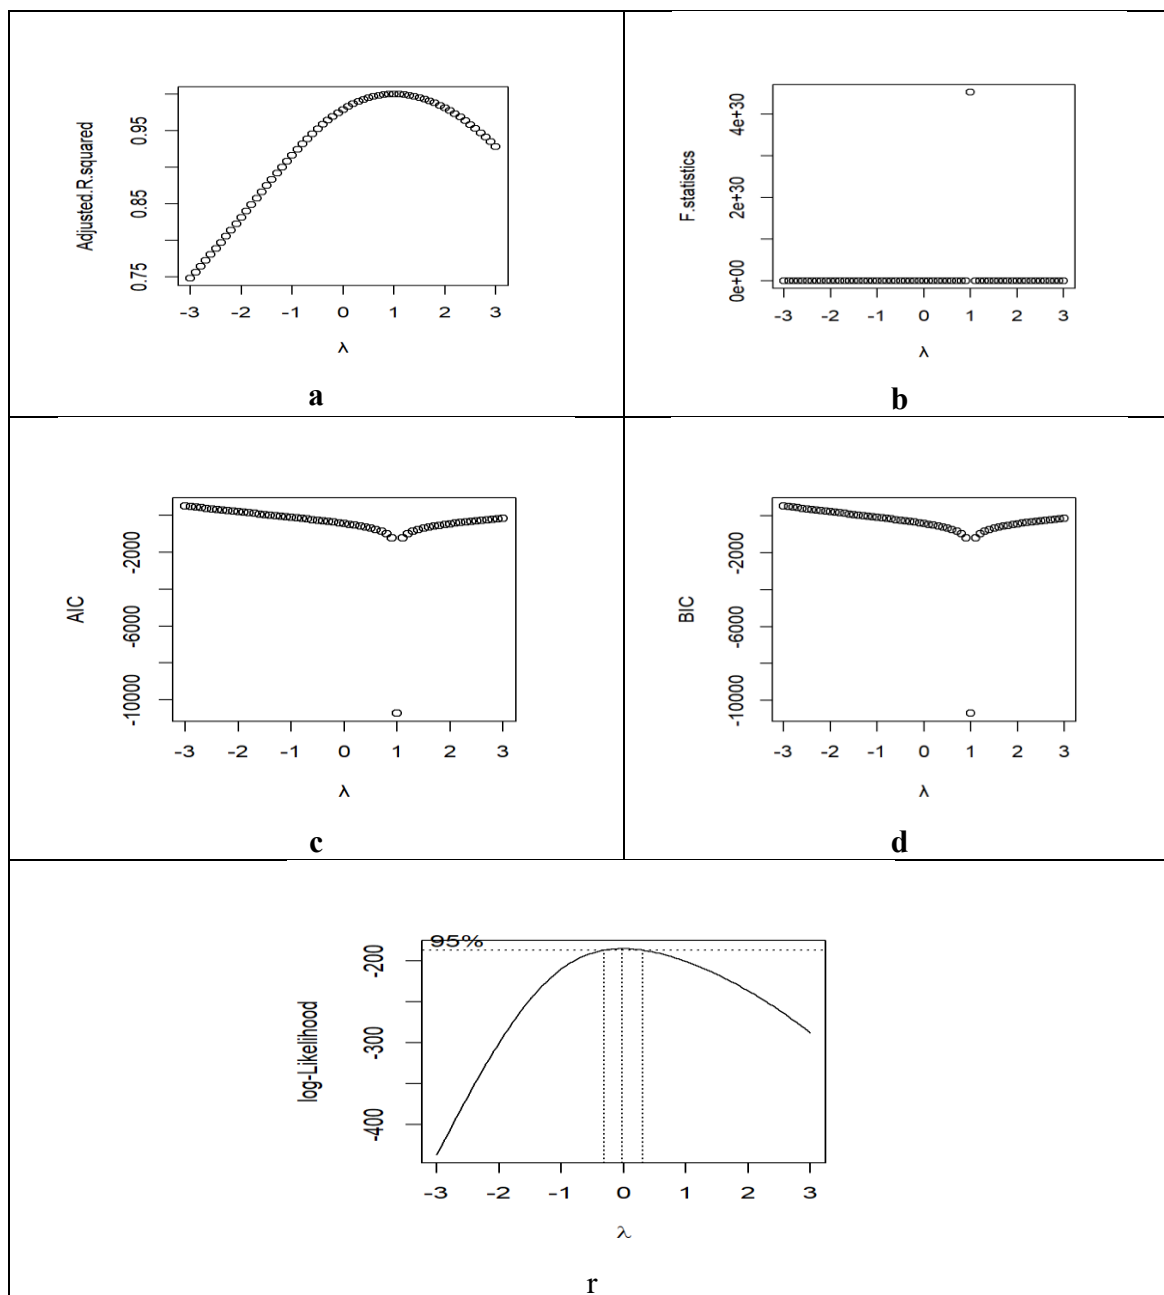 Adjusted.R.squared
0.75 0.85 0.95
-3 -2 -1 0 1 2 3
λ
a
F.statistics
0e+00 2e+30 4e+30
-3 -2 -1 0 1 2 3
λ
b
AIC
-10000 -6000 -2000
-3 -2 -1 0 1 2 3
λ
c
BIC
-10000 -6000 -2000
-3 -2 -1 0 1 2 3
λ
d
log-Likelihood
-400 -300 -200
95%
-3 -2 -1 0 1 2 3
λ
r